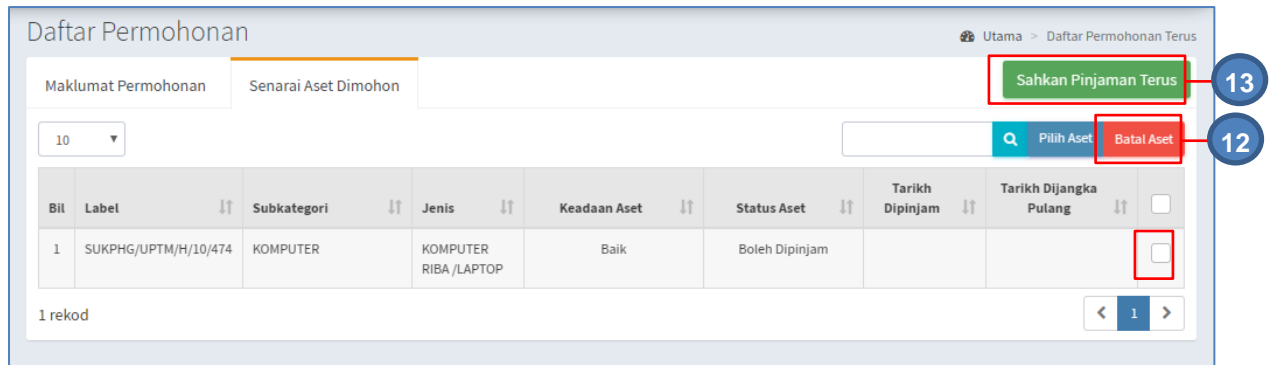 Daftar Permohonan
Utama > Daftar Permohonan Terus
Maklumat Permohonan Senarai Aset Dimohon Sahkan Pinjaman Terus 13
10 Pilih Aset Batal Aset 12
Bil Label Subkategori Jenis Keadaan Aset Status Aset Tarikh Dipinjam Tarikh Dijangka Pulang
1 SUKPHG/UPTM/H/10/474 KOMPUTER KOMPUTER Baik Boleh Dipinjam
RIBA /LAPTOP
1 rekod < 1 >